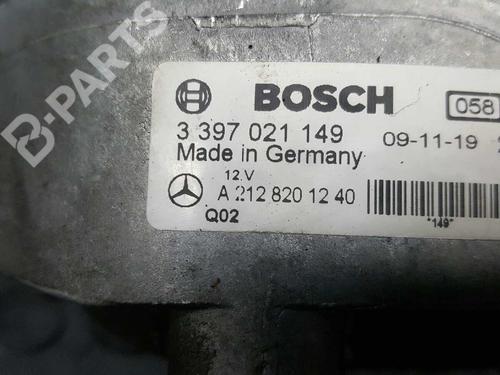 B-PARTS
BOSCH
058
3 397 021 149
09-11-19
Made in Germany
12.V
A 212 820 12 40
Q02
*149*
B-PARTS